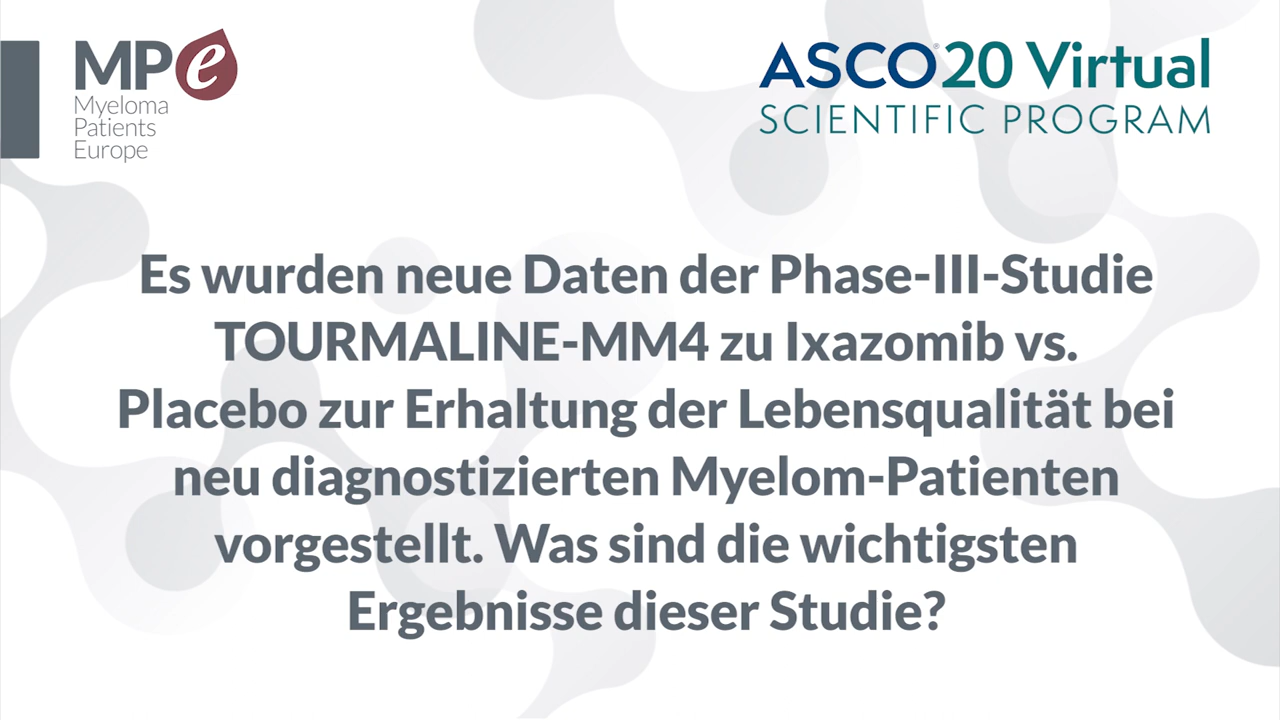 MPe
Myeloma
Patients
Europe
ASCO®20 Virtual
SCIENTIFIC PROGRAM
Es wurden neue Daten der Phase-III-Studie
TOURMALINE-MM4 zu Ixazomib vs.
Placebo zur Erhaltung der Lebensqualität bei
neu diagnostizierten Myelom-Patienten
vorgestellt. Was sind die wichtigsten
Ergebnisse dieser Studie?